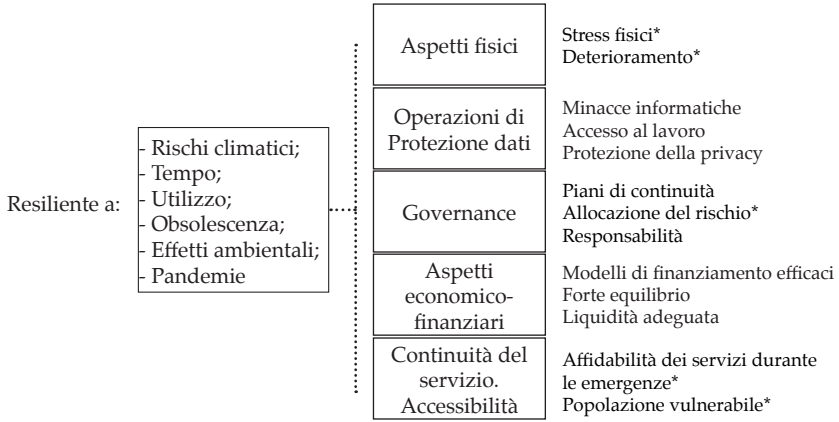 Resiliente a:
- Rischi climatici;
- Tempo;
- Utilizzo;
- Obsolescenza;
- Effetti ambientali;
- Pandemie
Aspetti fisici
Stress fisici*
Deterioramento*
Operazioni di
Protezione dati
Minacce informatiche
Accesso al lavoro
Protezione della privacy
Governance
Piani di continuità
Allocazione del rischio*
Responsabilità
Aspetti
economico-
finanziari
Modelli di finanziamento efficaci
Forte equilibrio
Liquidità adeguata
Continuità del
servizio.
Accessibilità
Affidabilità dei servizi durante
le emergenze*
Popolazione vulnerabile*